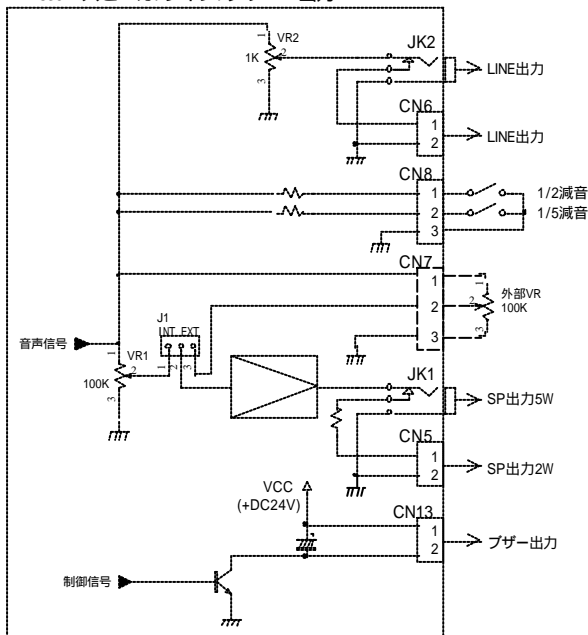 VR2
1
2
3
1K
JK2
LINE出力
CN6
1
2
LINE出力
CN8
1
2
3
1/2減音
1/5減音
CN7
1
2
3
1
2
3
外部VR
100K
音声信号
J1
INT. EXT
1
2
3
VR1
1
2
3
100K
JK1
SP出力5W
CN5
1
2
SP出力2W
VCC
(+DC24V)
CN13
1
2
ブザー出力
制御信号